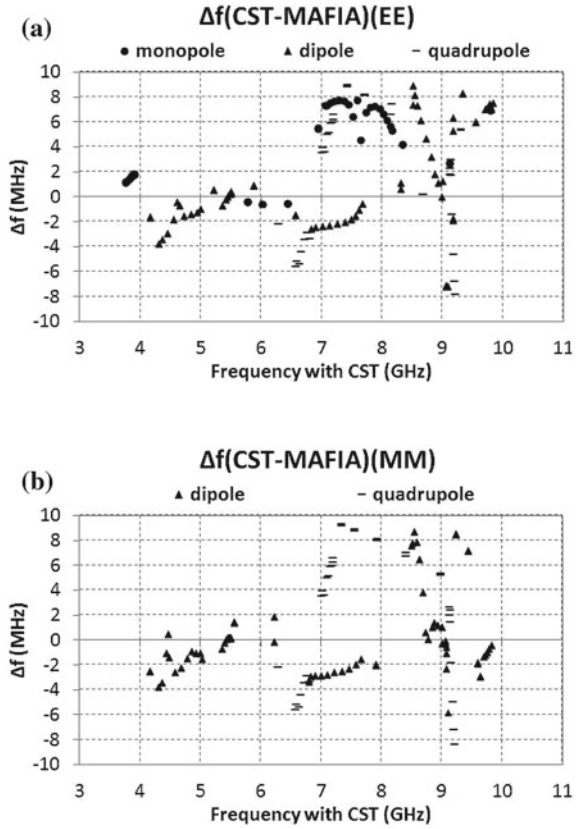 (a)
Δf(CST-MAFIA)(EE)
● monopole ▲ dipole – quadrupole
10
8
6
4
2
0
-2
-4
-6
-8
-10
Δf (MHz)
3 4 5 6 7 8 9 10 11
Frequency with CST (GHz)
(b)
Δf(CST-MAFIA)(MM)
▲ dipole – quadrupole
10
8
6
4
2
0
-2
-4
-6
-8
-10
Δf (MHz)
3 4 5 6 7 8 9 10 11
Frequency with CST (GHz)